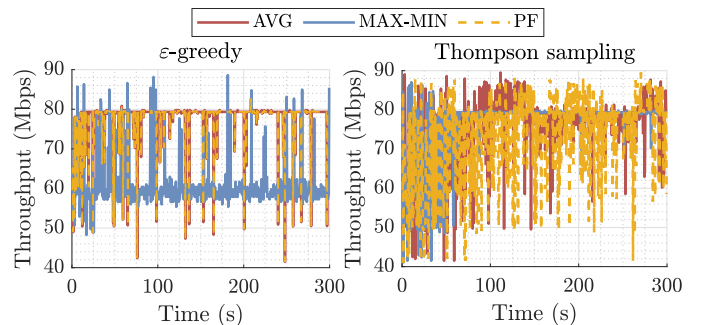 AVG MAX-MIN PF
ε-greedy
Throughput (Mbps)
90
80
70
60
50
40
0 100 200 300
Time (s)
Thompson sampling
Throughput (Mbps)
90
80
70
60
50
40
0 100 200 300
Time (s)